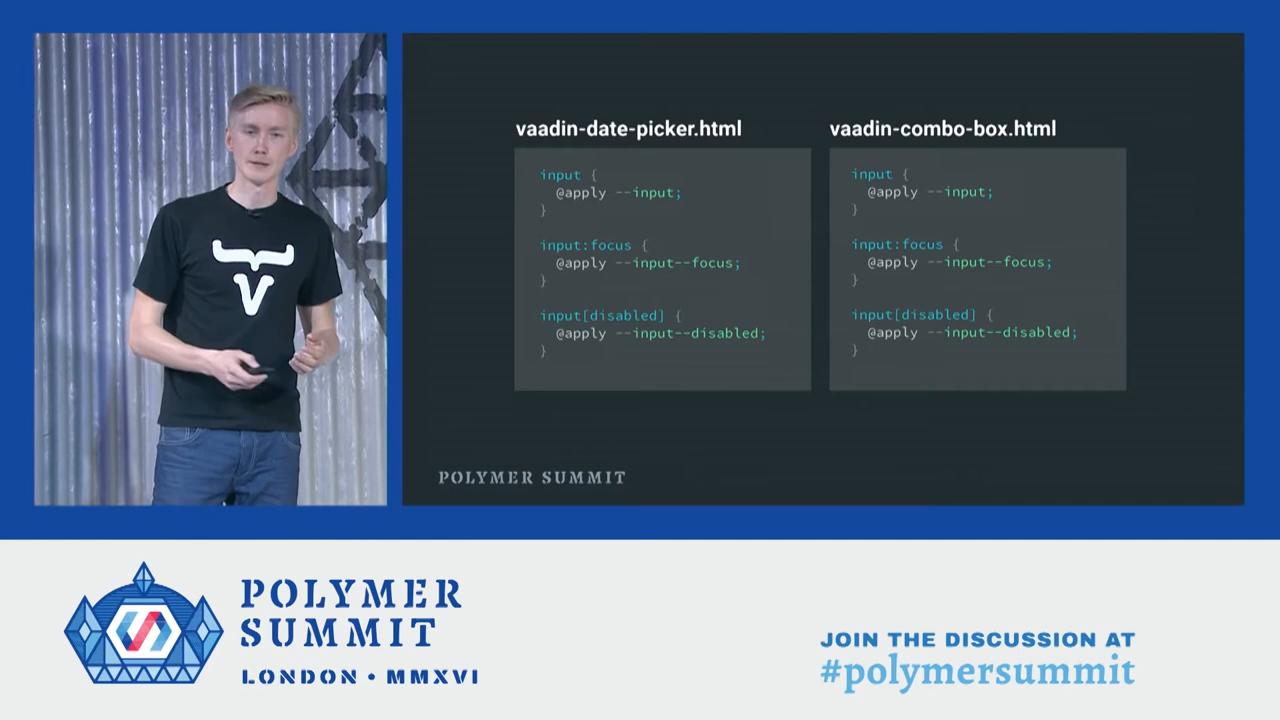 vaadin-date-picker.html
input {
  @apply --input;
}
input:focus {
  @apply --input--focus;
}
input[disabled] {
  @apply --input--disabled;
}
vaadin-combo-box.html
input {
  @apply --input;
}
input:focus {
  @apply --input--focus;
}
input[disabled] {
  @apply --input--disabled;
}
POLYMER SUMMIT
POLYMER
SUMMIT
LONDON • MMXVI
JOIN THE DISCUSSION AT
#polymersummit